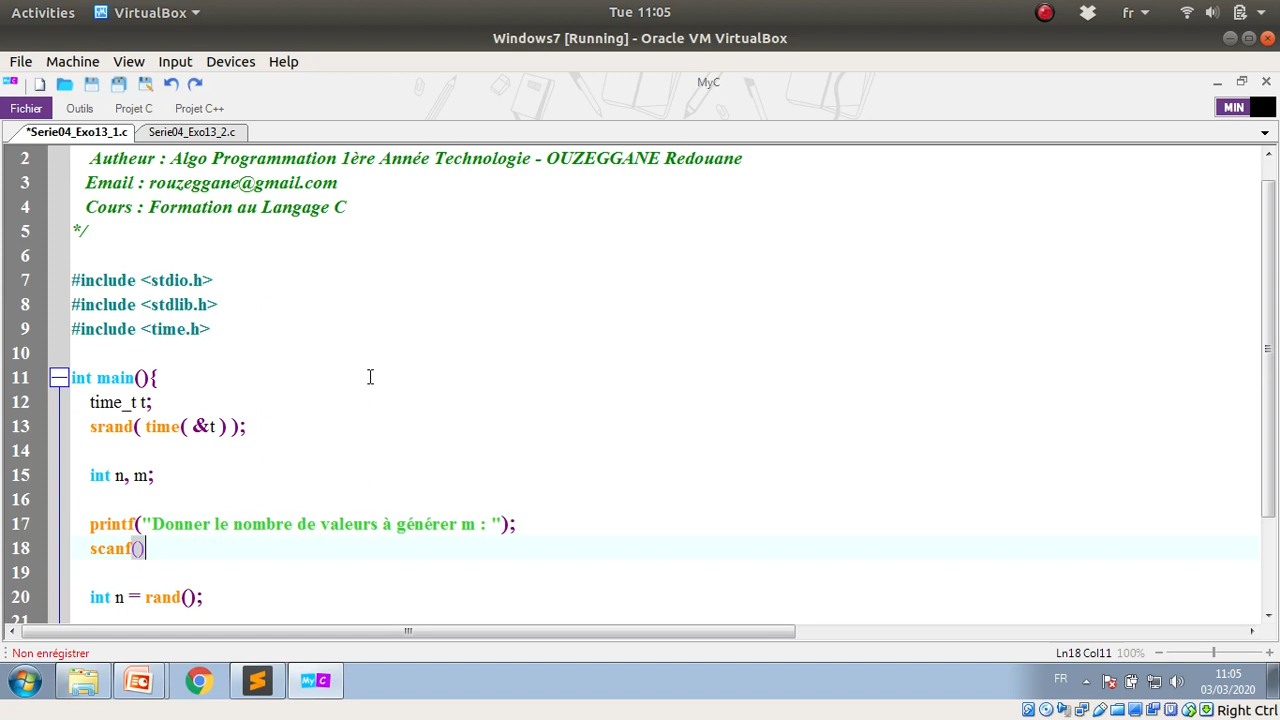 Activities VirtualBox Tue 11:05 fr
Windows7 [Running] - Oracle VM VirtualBox
File Machine View Input Devices Help
MyC
Fichier Outils Projet C Projet C++ MIN
*Serie04_Exo13_1.c Serie04_Exo13_2.c
2 Autheur : Algo Programmation 1ère Année Technologie - OUZEGGANE Redouane
3 Email : rouzeggane@gmail.com
4 Cours : Formation au Langage C
5 */
6
7 #include <stdio.h>
8 #include <stdlib.h>
9 #include <time.h>
10
11 int main(){
12 time_t t;
13 srand( time( &t ) );
14
15 int n, m;
16
17 printf("Donner le nombre de valeurs à générer m : ");
18 scanf()
19
20 int n = rand();
21
Non enregistrer Ln18 Col11 100%
MyC FR 11:05
03/03/2020
Right Ctrl